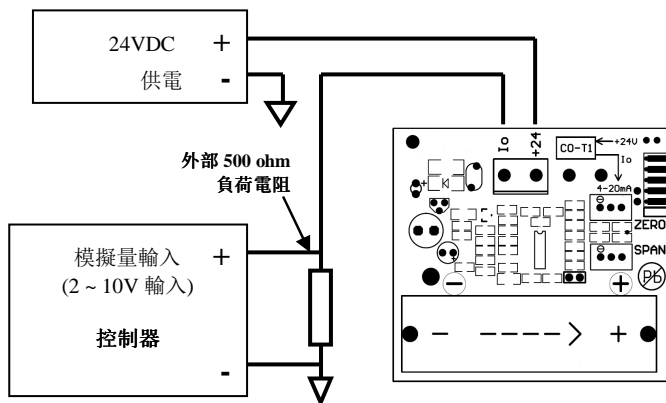 24VDC +
供電 -
外部 500 ohm
負荷電阻
模擬量輸入 +
(2 ~ 10V 輸入)
控制器
-
Io +24
CO-T1
+24V
Io
4-20mA
ZERO
SPAN
Pb
- +
- ----> +